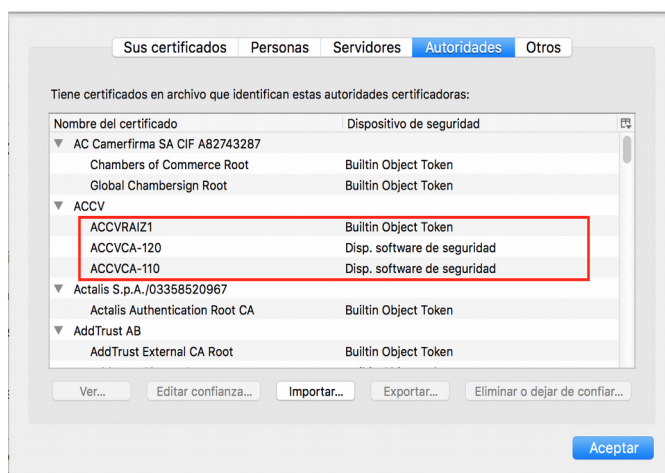 Sus certificados Personas Servidores Autoridades Otros
Tiene certificados en archivo que identifican estas autoridades certificadoras:
Nombre del certificado Dispositivo de seguridad
AC Camerfirma SA CIF A82743287
Chambers of Commerce Root Builtin Object Token
Global Chambersign Root Builtin Object Token
ACCV
ACCVRAIZ1 Builtin Object Token
ACCVCA-120 Disp. software de seguridad
ACCVCA-110 Disp. software de seguridad
Actalis S.p.A./03358520967
Actalis Authentication Root CA Builtin Object Token
AddTrust AB
AddTrust External CA Root Builtin Object Token
Ver... Editar confianza... Importar... Exportar... Eliminar o dejar de confiar...
Aceptar